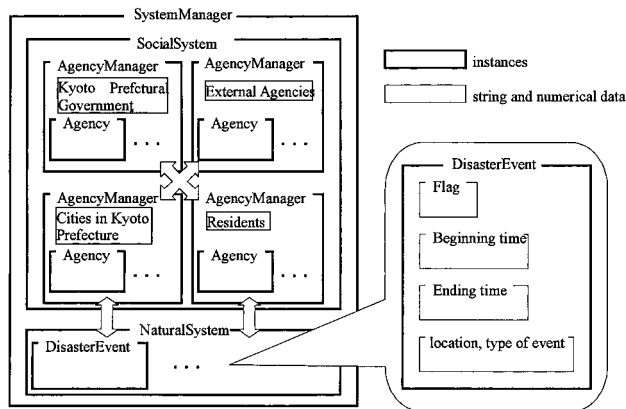 SystemManager
SocialSystem
AgencyManager
Kyoto Prefctural
Government
Agency
. . .
AgencyManager
External Agencies
Agency
. . .
AgencyManager
Cities in Kyoto
Prefecture
Agency
. . .
AgencyManager
Residents
Agency
. . .
NaturalSystem
DisasterEvent
. . .
instances
string and numerical data
DisasterEvent
Flag
Beginning time
Ending time
location, type of event